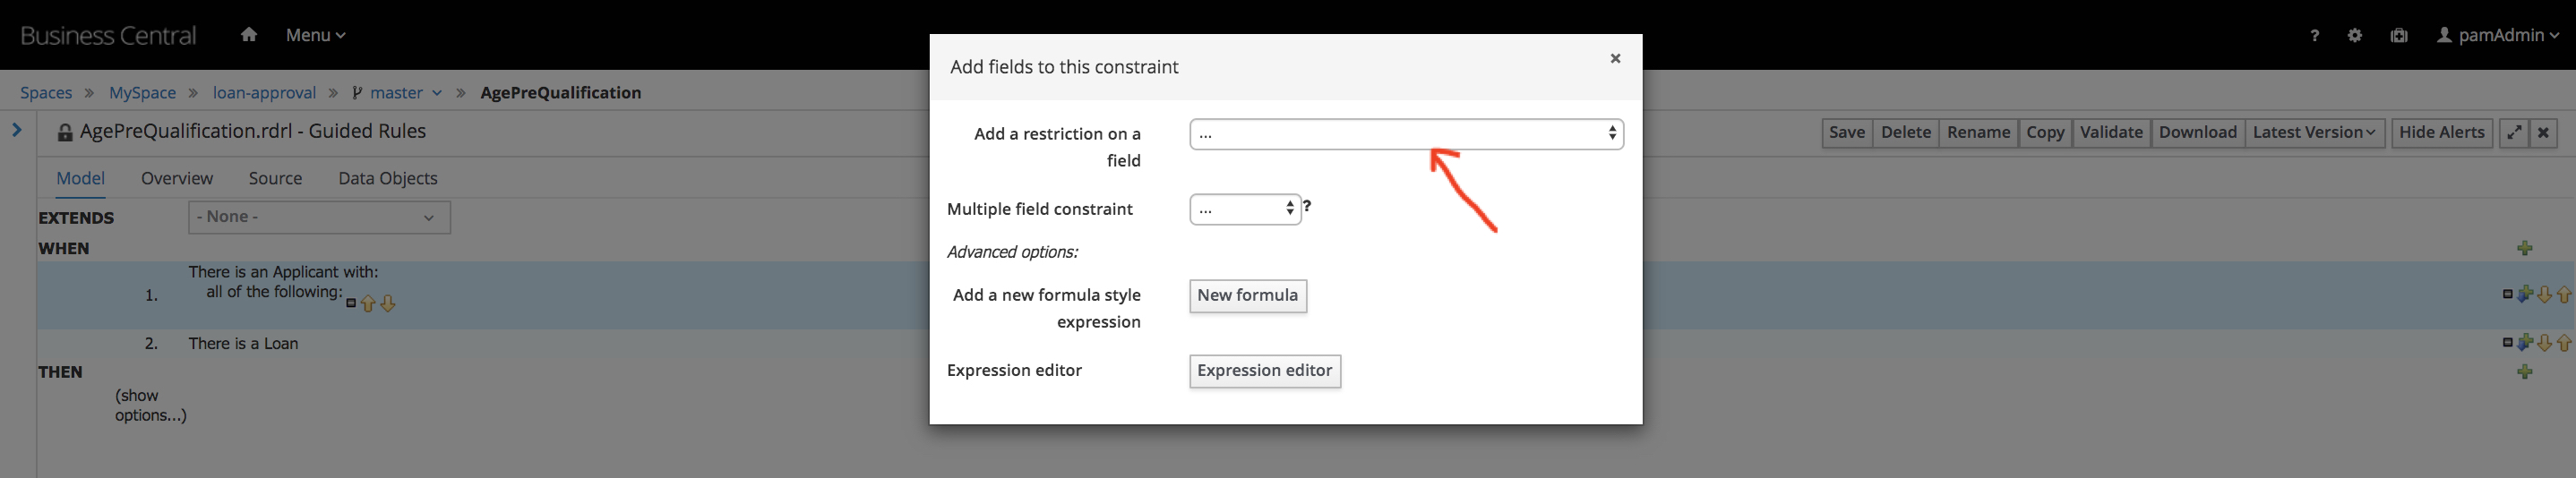 Business Central
Menu
?
pamAdmin
Spaces » MySpace » loan-approval » master » AgePreQualification
AgePreQualification.rdrl - Guided Rules
Save Delete Rename Copy Validate Download Latest Version Hide Alerts
Model Overview Source Data Objects
EXTENDS
- None -
WHEN
1.
There is an Applicant with:
all of the following:
2.
There is a Loan
THEN
(show
options...)
Add fields to this constraint
×
Add a restriction on a
field
...
Multiple field constraint
...
?
Advanced options:
Add a new formula style
expression
New formula
Expression editor
Expression editor